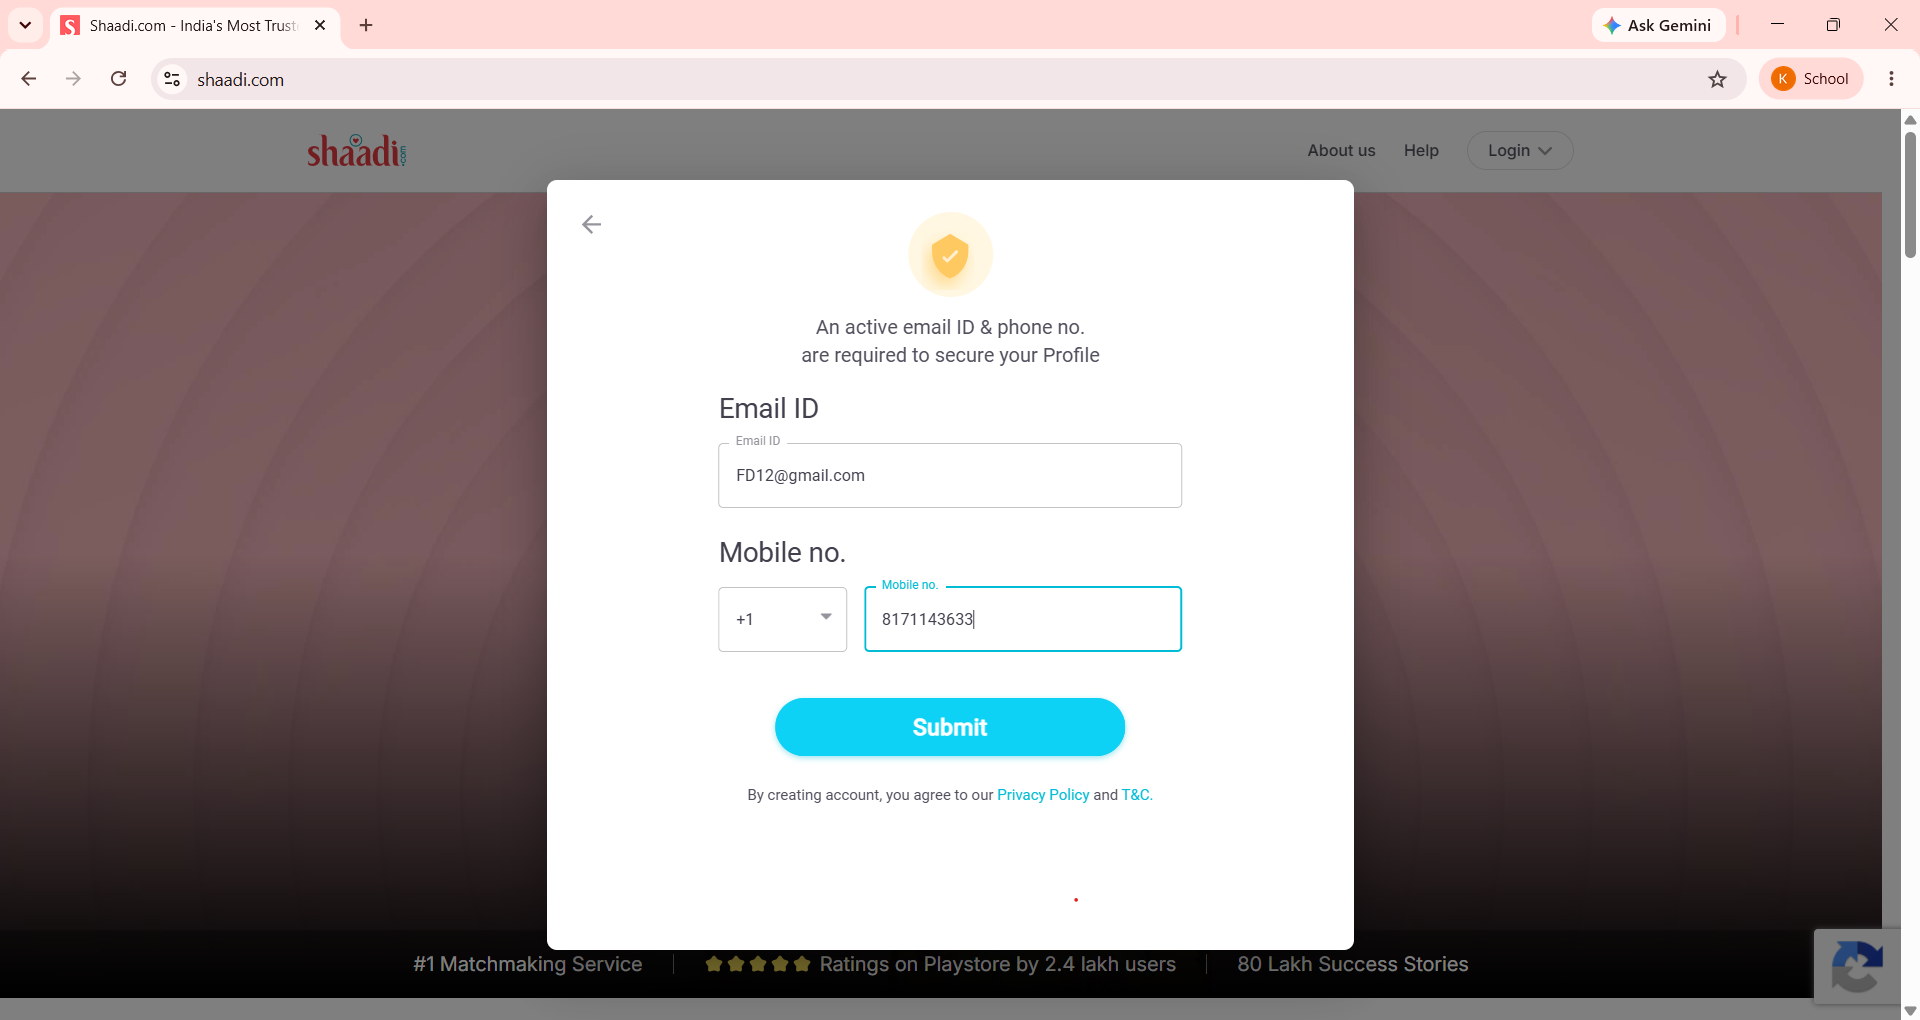 Shaadi.com - India's Most Trust
Ask Gemini
shaadi.com
K School
shaadi.com
About us Help Login
An active email ID & phone no.
are required to secure your Profile
Email ID
Email ID
FD12@gmail.com
Mobile no.
Mobile no.
+1 8171143633
Submit
By creating account, you agree to our Privacy Policy and T&C.
#1 Matchmaking Service | Ratings on Playstore by 2.4 lakh users | 80 Lakh Success Stories